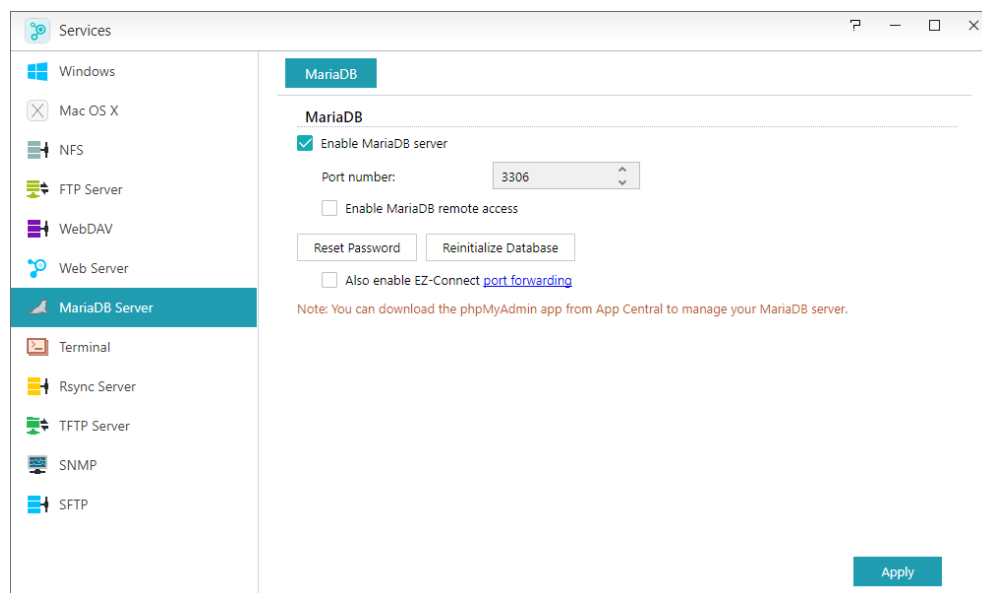 Services
Windows
Mac OS X
NFS
FTP Server
WebDAV
Web Server
MariaDB Server
Terminal
Rsync Server
TFTP Server
SNMP
SFTP
MariaDB
MariaDB
Enable MariaDB server
Port number: 3306
Enable MariaDB remote access
Reset Password Reinitialize Database
Also enable EZ-Connect port forwarding
Note: You can download the phpMyAdmin app from App Central to manage your MariaDB server.
Apply